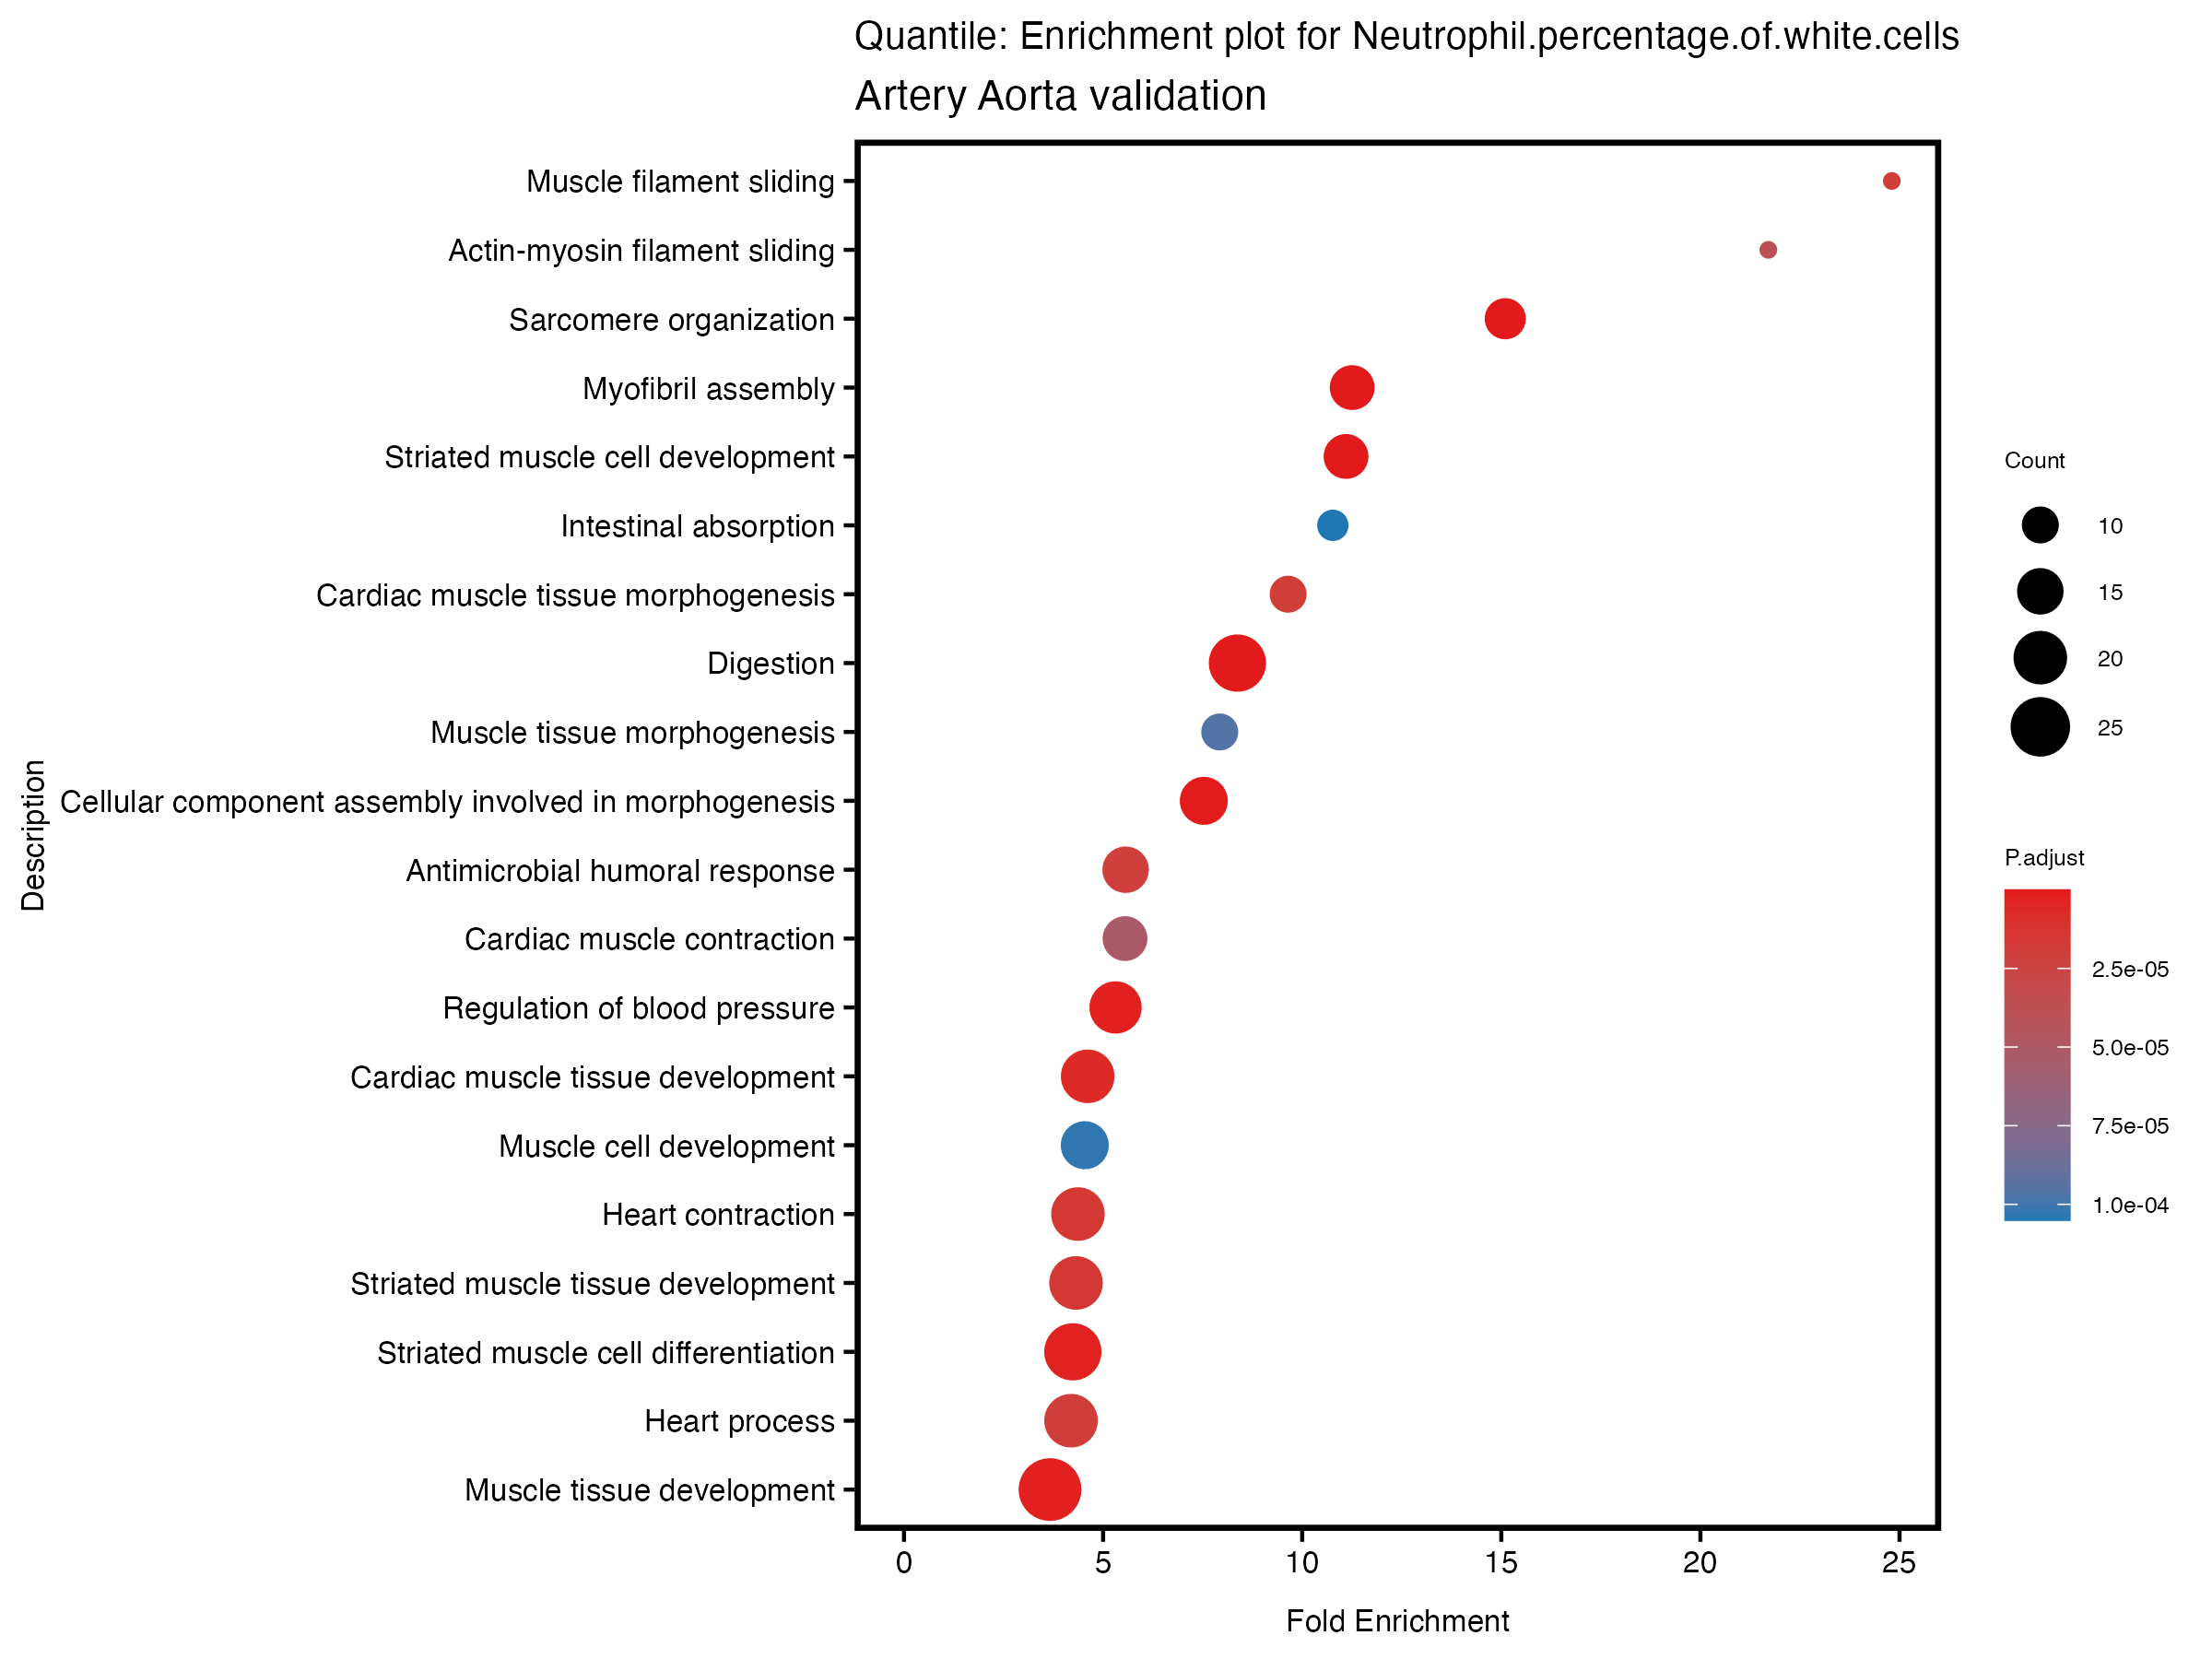 Quantile: Enrichment plot for Neutrophil.percentage.of.white.cells
Artery Aorta validation
Description
Muscle filament sliding
Actin-myosin filament sliding
Sarcomere organization
Myofibril assembly
Striated muscle cell development
Intestinal absorption
Cardiac muscle tissue morphogenesis
Digestion
Muscle tissue morphogenesis
Cellular component assembly involved in morphogenesis
Antimicrobial humoral response
Cardiac muscle contraction
Regulation of blood pressure
Cardiac muscle tissue development
Muscle cell development
Heart contraction
Striated muscle tissue development
Striated muscle cell differentiation
Heart process
Muscle tissue development
0 5 10 15 20 25
Fold Enrichment
Count
10
15
20
25
P.adjust
2.5e-05
5.0e-05
7.5e-05
1.0e-04